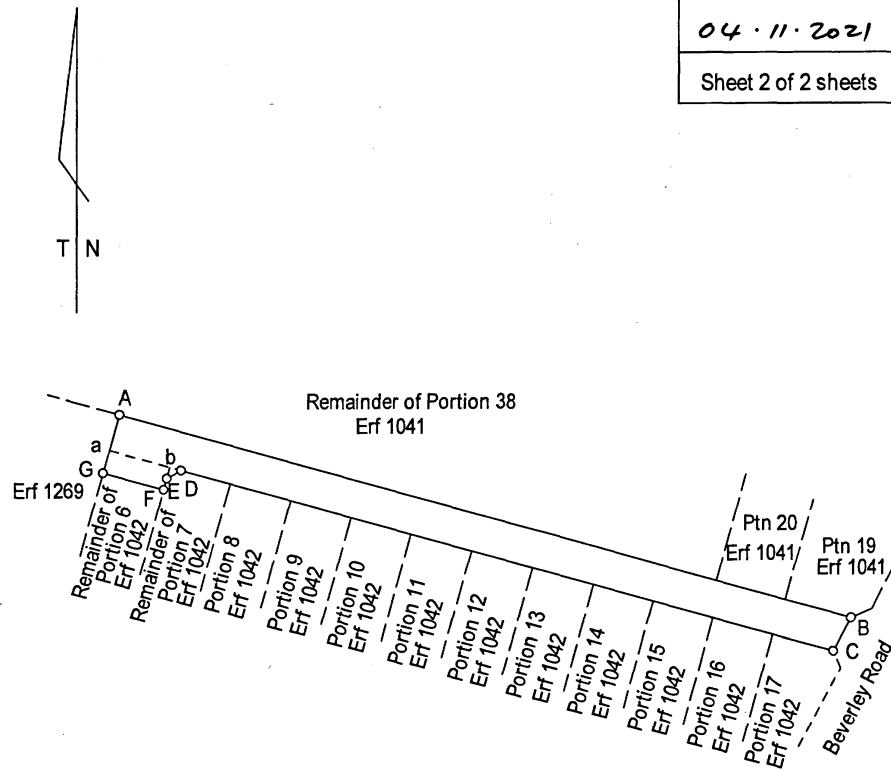 04 · 11 · 2021
Sheet 2 of 2 sheets
T N
A
Remainder of Portion 38
Erf 1041
a
b
G
D
E
F
Erf 1269
Ptn 20
Erf 1041
Ptn 19
Erf 1041
B
C
Beverley Road
Remainder of
Portion 6
Erf 1042
Remainder of
Portion 7
Erf 1042
Portion 8
Erf 1042
Portion 9
Erf 1042
Portion 10
Erf 1042
Portion 11
Erf 1042
Portion 12
Erf 1042
Portion 13
Erf 1042
Portion 14
Erf 1042
Portion 15
Erf 1042
Portion 16
Erf 1042
Portion 17
Erf 1042